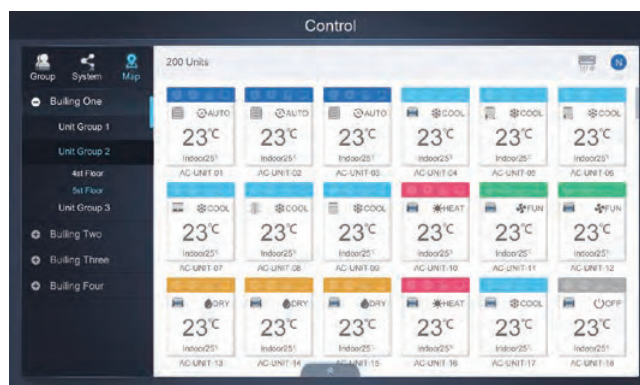 Control
Group System Map
200 Units
N
Builing One
Unit Group 1
Unit Group 2
4st Floor
5st Floor
Unit Group 3
Builing Two
Builing Three
Builing Four
AUTO AUTO AUTO COOL COOL COOL
23°C 23°C 23°C 23°C 23°C 23°C
Indoor25° Indoor25° Indoor25° Indoor25° Indoor25° Indoor25°
AC-UNIT-01 AC-UNIT-02 AC-UNIT-03 AC-UNIT-04 AC-UNIT-05 AC-UNIT-06
COOL COOL COOL HEAT FUN FUN
23°C 23°C 23°C 23°C 23°C 23°C
Indoor25° Indoor25° Indoor25° Indoor25° Indoor25° Indoor25°
AC-UNIT-07 AC-UNIT-08 AC-UNIT-09 AC-UNIT-10 AC-UNIT-11 AC-UNIT-12
DRY DRY DRY HEAT COOL OFF
23°C 23°C 23°C 23°C 23°C 23°C
Indoor25° Indoor25° Indoor25° Indoor25° Indoor25° Indoor25°
AC-UNIT-13 AC-UNIT-14 AC-UNIT-15 AC-UNIT-16 AC-UNIT-17 AC-UNIT-18